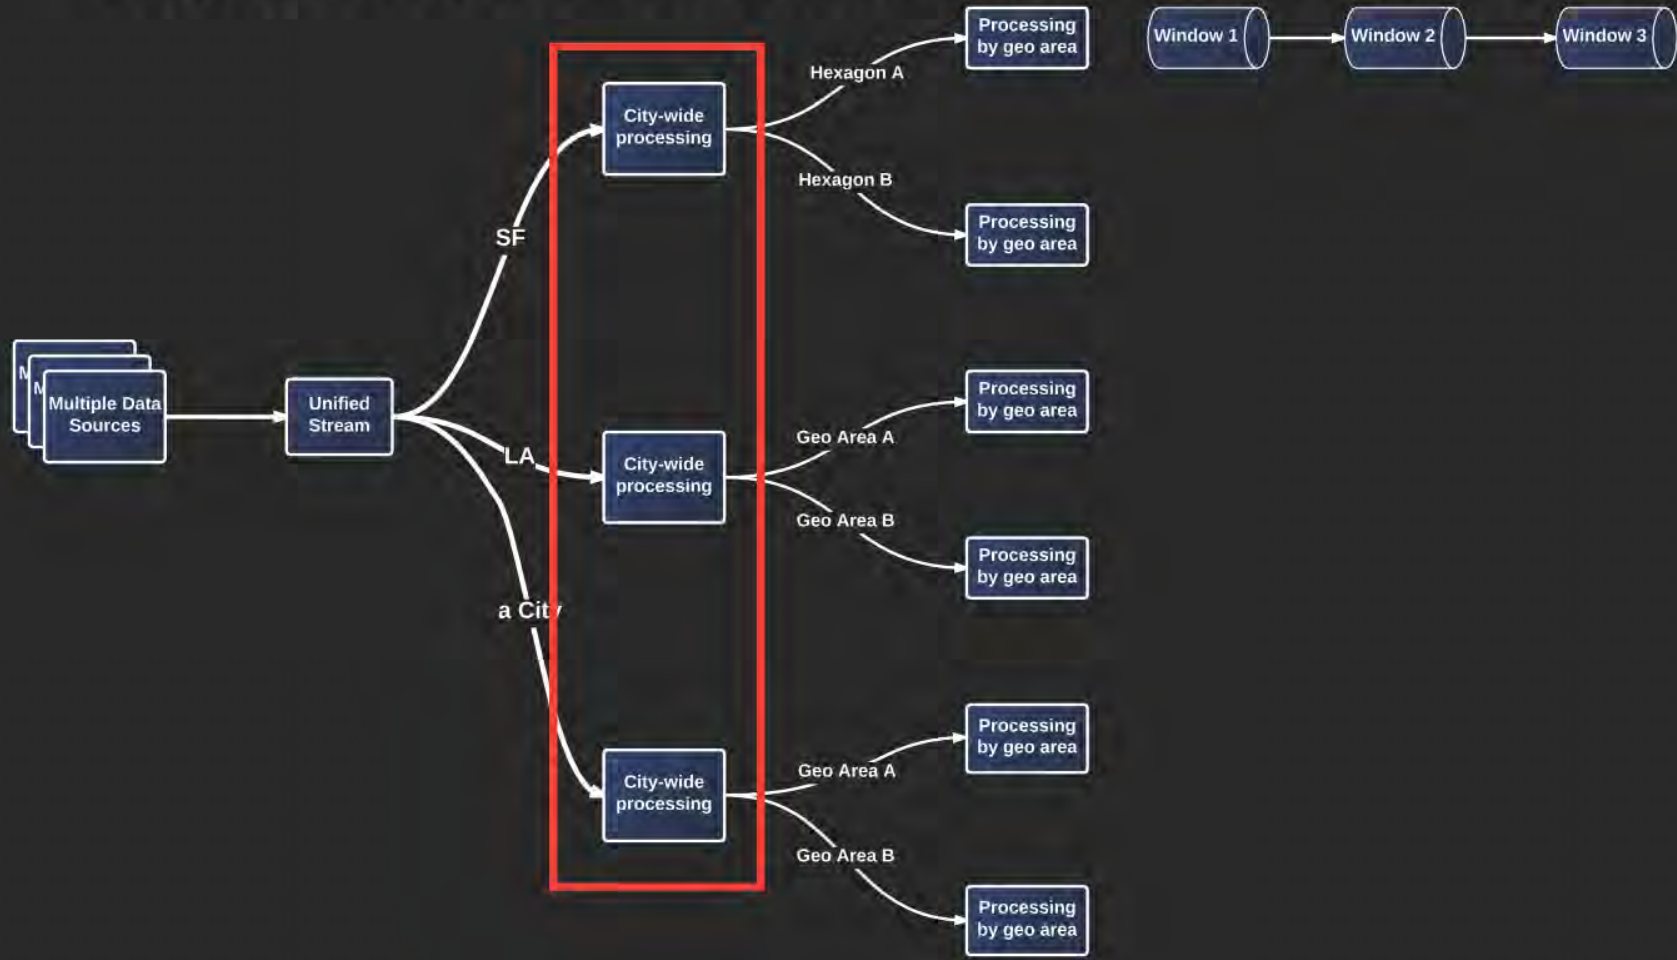 Processing
by geo area
Window 1
Window 2
Window 3
Hexagon A
City-wide
processing
Hexagon B
Processing
by geo area
SF
M
M
Multiple Data
Sources
Unified
Stream
Processing
by geo area
Geo Area A
LA
City-wide
processing
Geo Area B
Processing
by geo area
a City
Processing
by geo area
Geo Area A
City-wide
processing
Geo Area B
Processing
by geo area